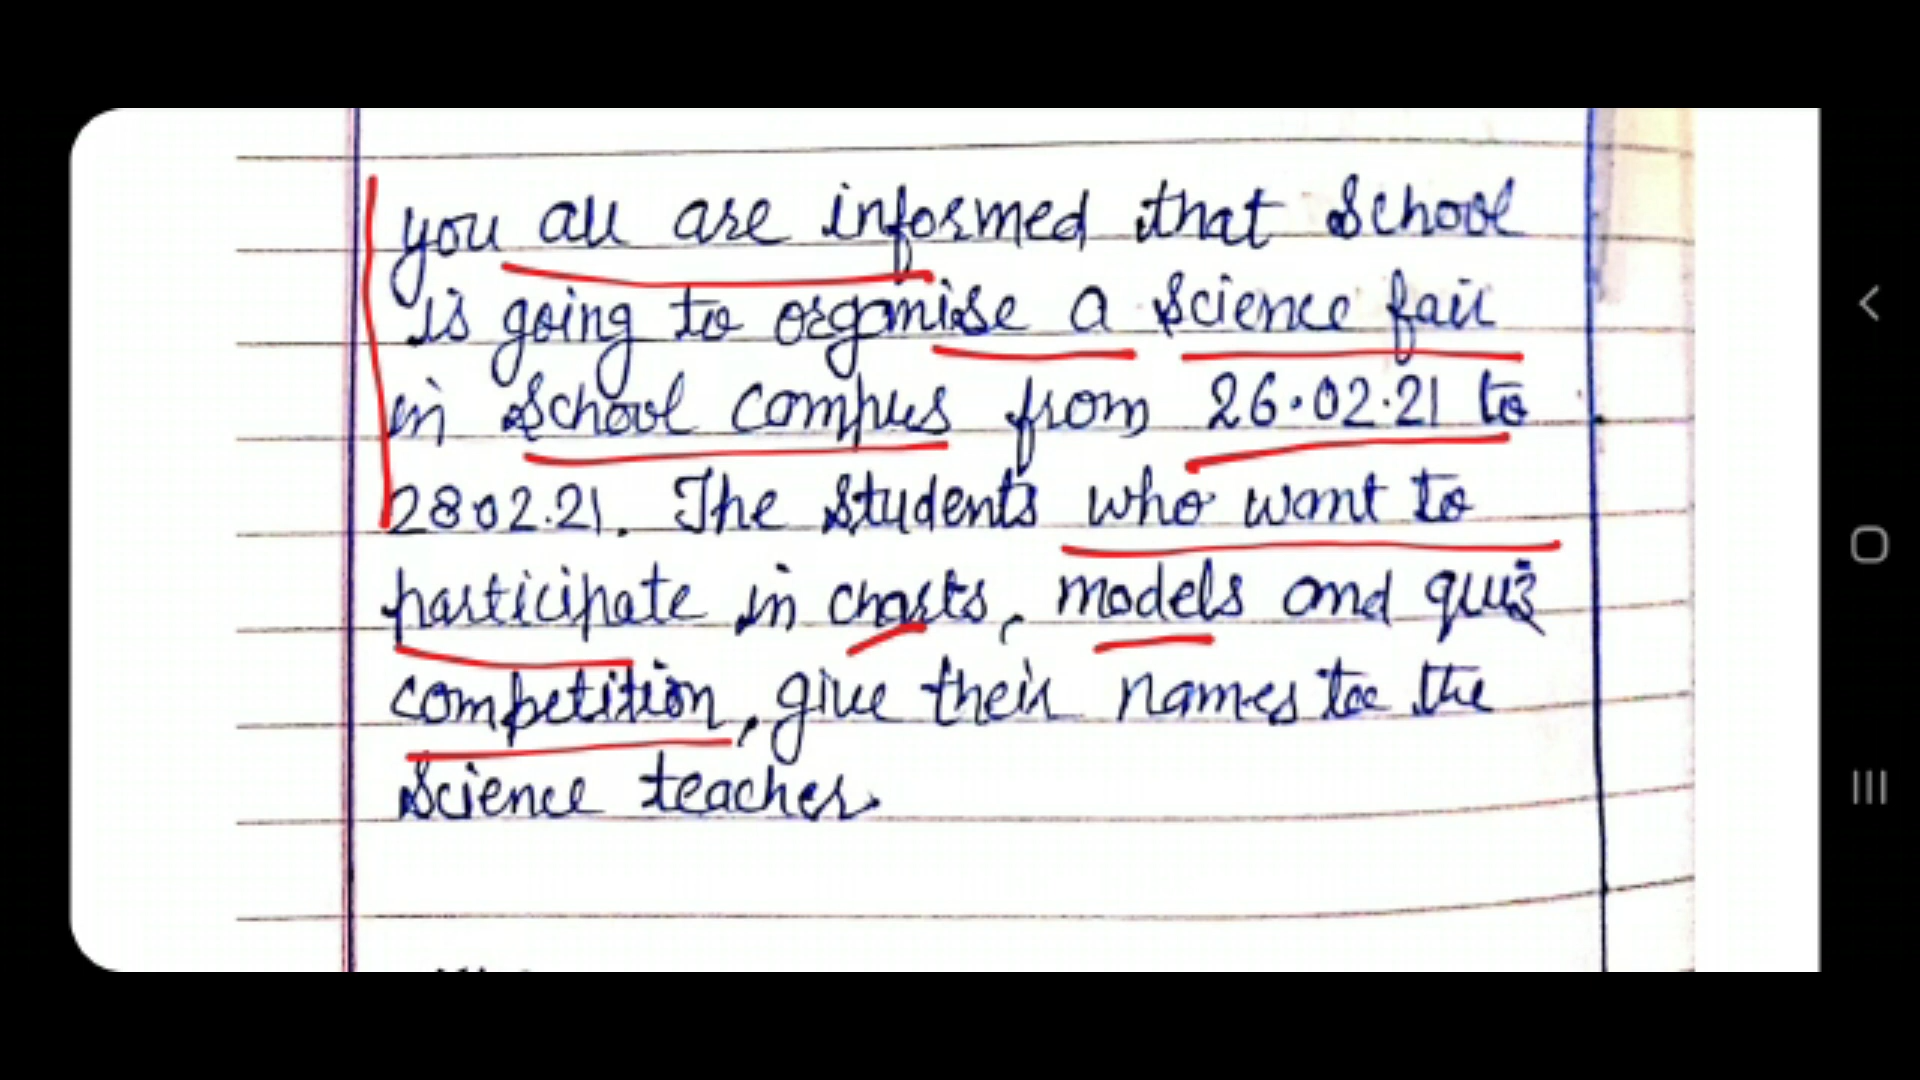 you all are informed that School
is going to organise a Science fair
in School campus from 26.02.21 to
28.02.21. The Students who want to
participate in charts, models and quiz
competition, give their names to the
Science teacher.